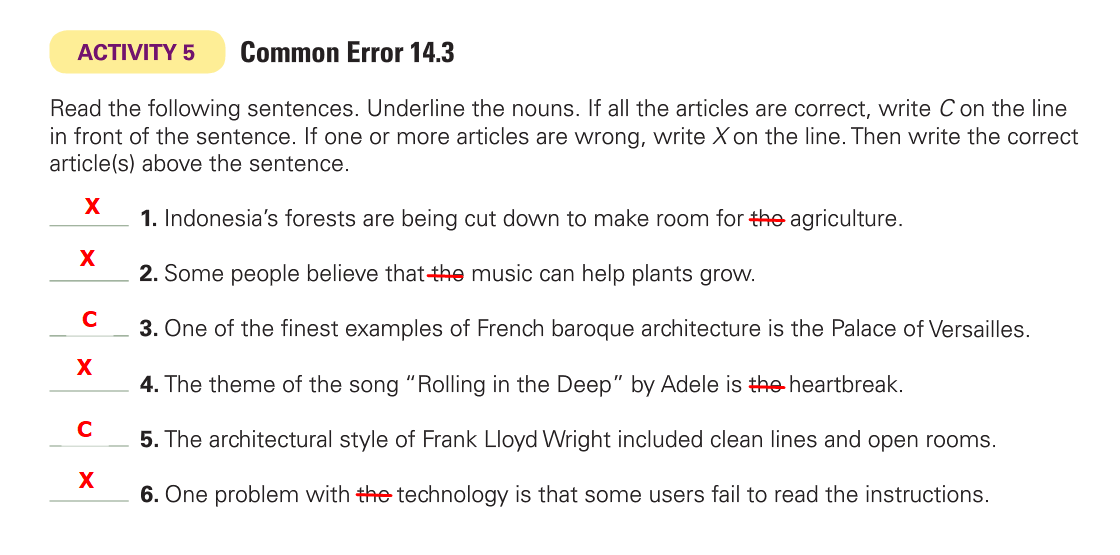 ACTIVITY 5 Common Error 14.3
Read the following sentences. Underline the nouns. If all the articles are correct, write C on the line
in front of the sentence. If one or more articles are wrong, write X on the line. Then write the correct
article(s) above the sentence.
X 1. Indonesia's forests are being cut down to make room for the agriculture.
X 2. Some people believe that the music can help plants grow.
C 3. One of the finest examples of French baroque architecture is the Palace of Versailles.
X 4. The theme of the song “Rolling in the Deep” by Adele is the heartbreak.
C 5. The architectural style of Frank Lloyd Wright included clean lines and open rooms.
X 6. One problem with the technology is that some users fail to read the instructions.